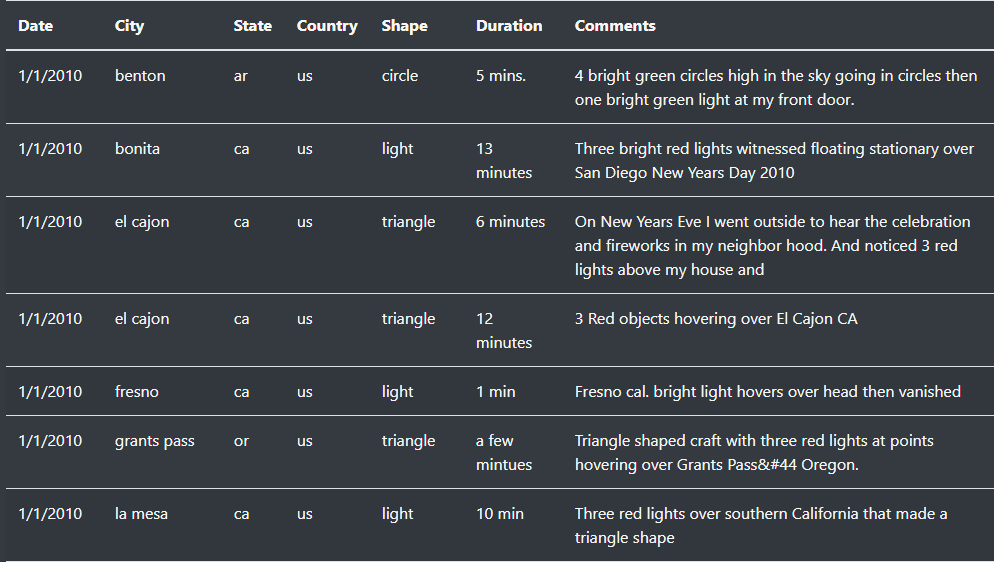 Date City State Country Shape Duration Comments
1/1/2010 benton ar us circle 5 mins. 4 bright green circles high in the sky going in circles then
one bright green light at my front door.
1/1/2010 bonita ca us light 13 Three bright red lights witnessed floating stationary over
minutes San Diego New Years Day 2010
1/1/2010 el cajon ca us triangle 6 minutes On New Years Eve I went outside to hear the celebration
and fireworks in my neighbor hood. And noticed 3 red
lights above my house and
1/1/2010 el cajon ca us triangle 12 3 Red objects hovering over El Cajon CA
minutes
1/1/2010 fresno ca us light 1 min Fresno cal. bright light hovers over head then vanished
1/1/2010 grants pass or us triangle a few Triangle shaped craft with three red lights at points
mintues hovering over Grants Pass&#44 Oregon.
1/1/2010 la mesa ca us light 10 min Three red lights over southern California that made a
triangle shape